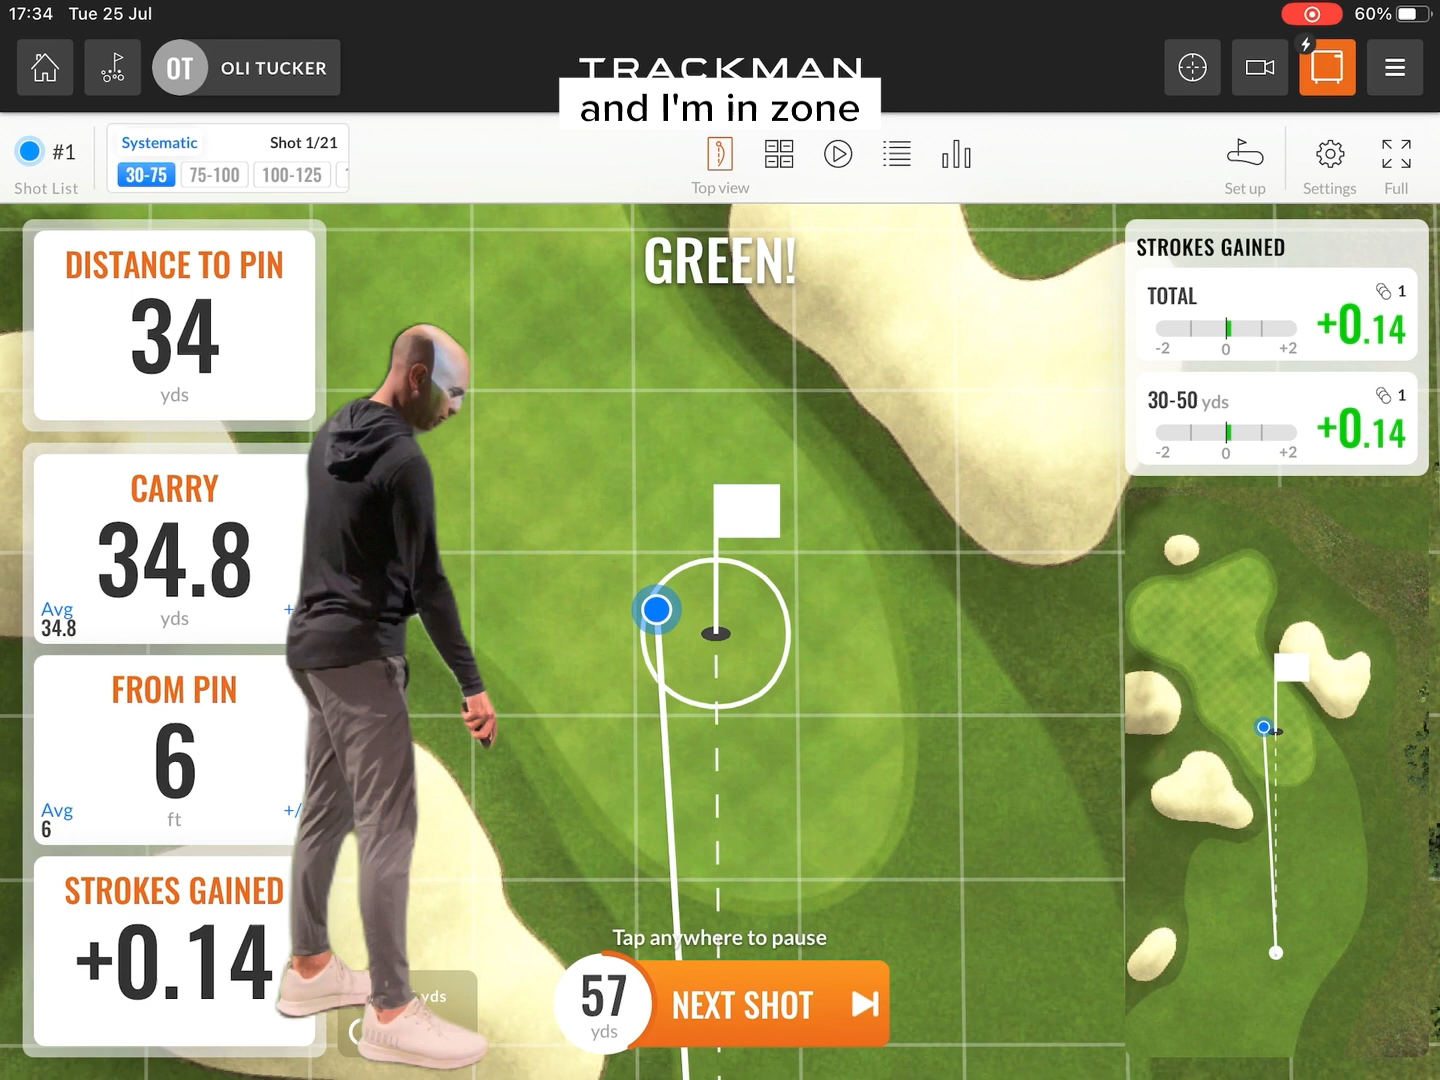 17:34 Tue 25 Jul
60%
OT OLI TUCKER
TRACKMAN
and I'm in zone
#1
Shot List
Systematic Shot 1/21
30-75 75-100 100-125
Top view
Set up
Settings
Full
DISTANCE TO PIN
34
yds
CARRY
34.8
yds
Avg
34.8
FROM PIN
6
ft
Avg
6
+/
STROKES GAINED
+0.14
GREEN!
yds
Tap anywhere to pause
57
yds
NEXT SHOT
STROKES GAINED
TOTAL
1
+0.14
-2 0 +2
30-50 yds
1
+0.14
-2 0 +2